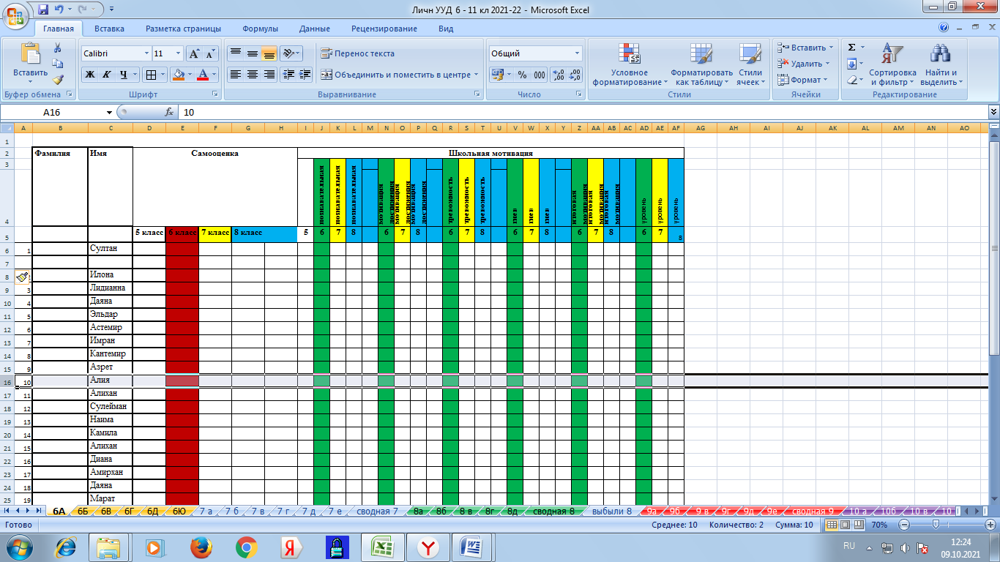 Личн УУД 6 - 11 кл 2021-22 - Microsoft Excel
Главная Вставка Разметка страницы Формулы Данные Рецензирование Вид
Вставить
Calibri 11
Ж К Ч
Перенос текста
Объединить и поместить в центре
Общий
% 000
Условное форматирование
Форматировать как таблицу
Стили ячеек
Вставить
Удалить
Формат
Сортировка и фильтр
Найти и выделить
Буфер обмена Шрифт Выравнивание Число Стили Ячейки Редактирование
A16 fx 10
A B C D E F G H I J K L M N O P Q R S T U V W X Y Z AA AB AC AD AE AF AG AH AI AJ AK AL AM AN AO
1
2 Фамилия Имя Самооценка Школьная мотивация
3
4 познавательная познавательная познавательная мотивация достижения мотивация достижения мотивация достижения тревожность тревожность тревожность гнев гнев гнев итоговая мотивация итоговая мотивация итоговая мотивация уровень уровень уровень
5 5 класс 6 класс 7 класс 8 класс 5 6 7 8 6 7 8 6 7 8 6 7 8 6 7 8 6 7 8
6 1 Султан
7
8 Илона
9 3 Лидианна
10 4 Даяна
11 5 Эльдар
12 6 Астемир
13 7 Имран
14 8 Кантемир
15 9 Азрет
16 10 Алия
17 11 Алихан
18 12 Сулейман
19 13 Наима
20 14 Камила
21 15 Алихан
22 16 Диана
23 17 Амирхан
24 18 Даяна
25 19 Марат
6А 6Б 6В 6Г 6Д 6Ю 7 а 7 б 7 в 7 г 7 д 7 е сводная 7 8а 8б 8 в 8г 8д сводная 8 выбыли 8 9а 9б 9 в 9г 9д 9е сводная 9 10 а 10б 10 в 10
Готово Среднее: 10 Количество: 2 Сумма: 10 70%
RU 12:24
09.10.2021